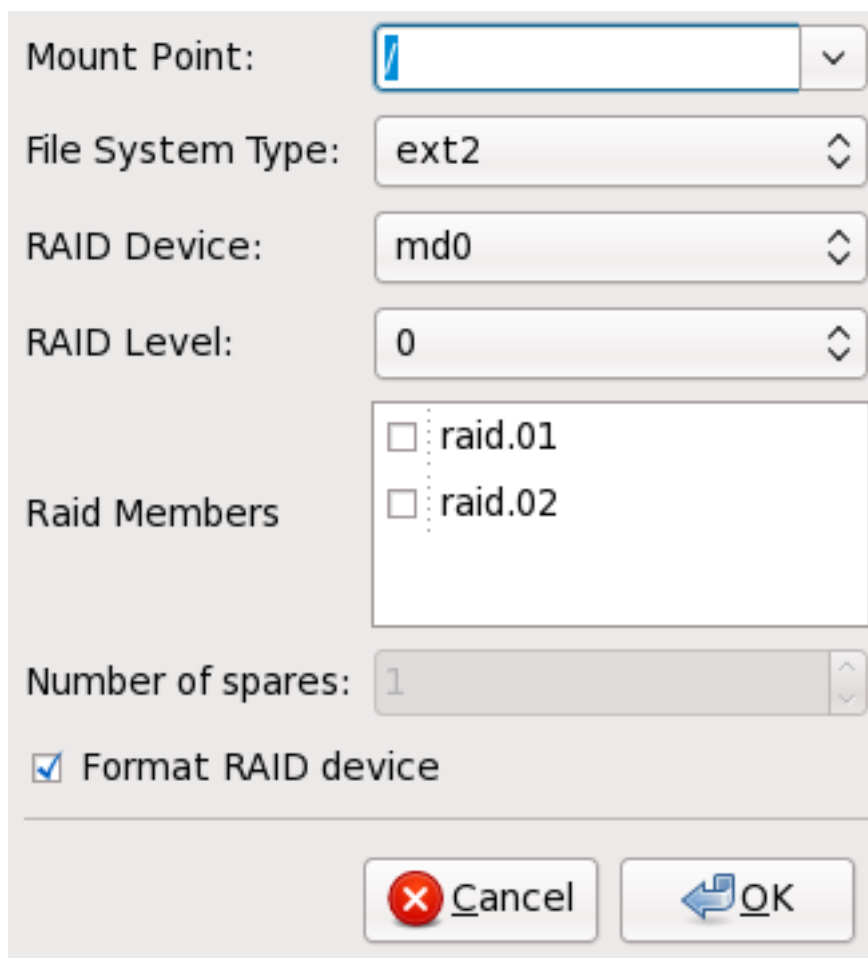 Mount Point: /
File System Type: ext2
RAID Device: md0
RAID Level: 0
Raid Members
raid.01
raid.02
Number of spares: 1
Format RAID device
Cancel OK